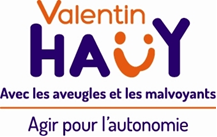 Valentin
HAÜY
Avec les aveugles et les malvoyants
Agir pour l'autonomie